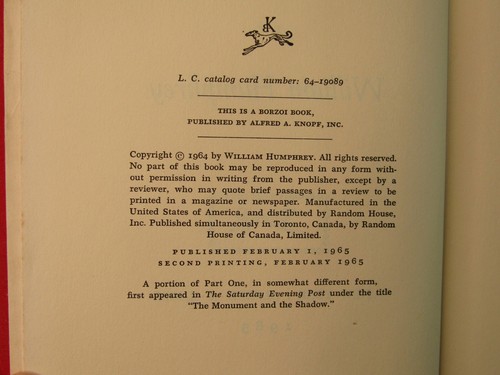 BK
L. C. catalog card number: 64-19089
THIS IS A BORZOI BOOK,
PUBLISHED BY ALFRED A. KNOPF, INC.
Copyright © 1964 by WILLIAM HUMPHREY. All rights reserved.
No part of this book may be reproduced in any form with-
out permission in writing from the publisher, except by a
reviewer, who may quote brief passages in a review to be
printed in a magazine or newspaper. Manufactured in the
United States of America, and distributed by Random House,
Inc. Published simultaneously in Toronto, Canada, by Random
House of Canada, Limited.
PUBLISHED FEBRUARY 1, 1965
SECOND PRINTING, FEBRUARY 1965
A portion of Part One, in somewhat different form,
first appeared in The Saturday Evening Post under the title
"The Monument and the Shadow."